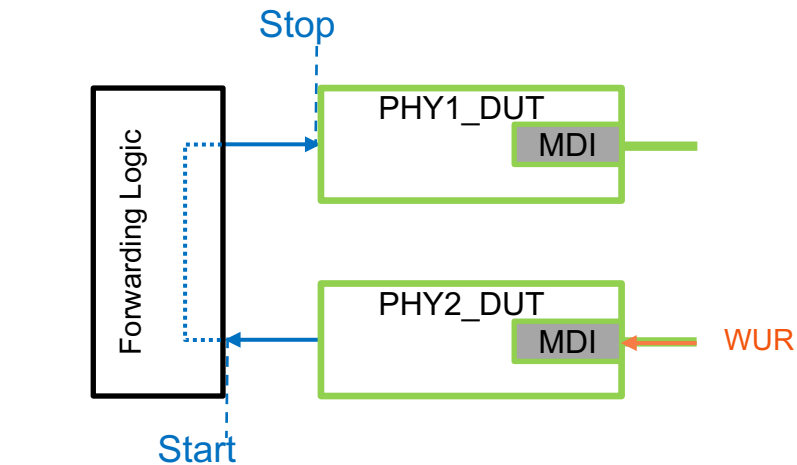 Stop
PHY1_DUT
MDI
Forwarding Logic
PHY2_DUT
MDI
WUR
Start